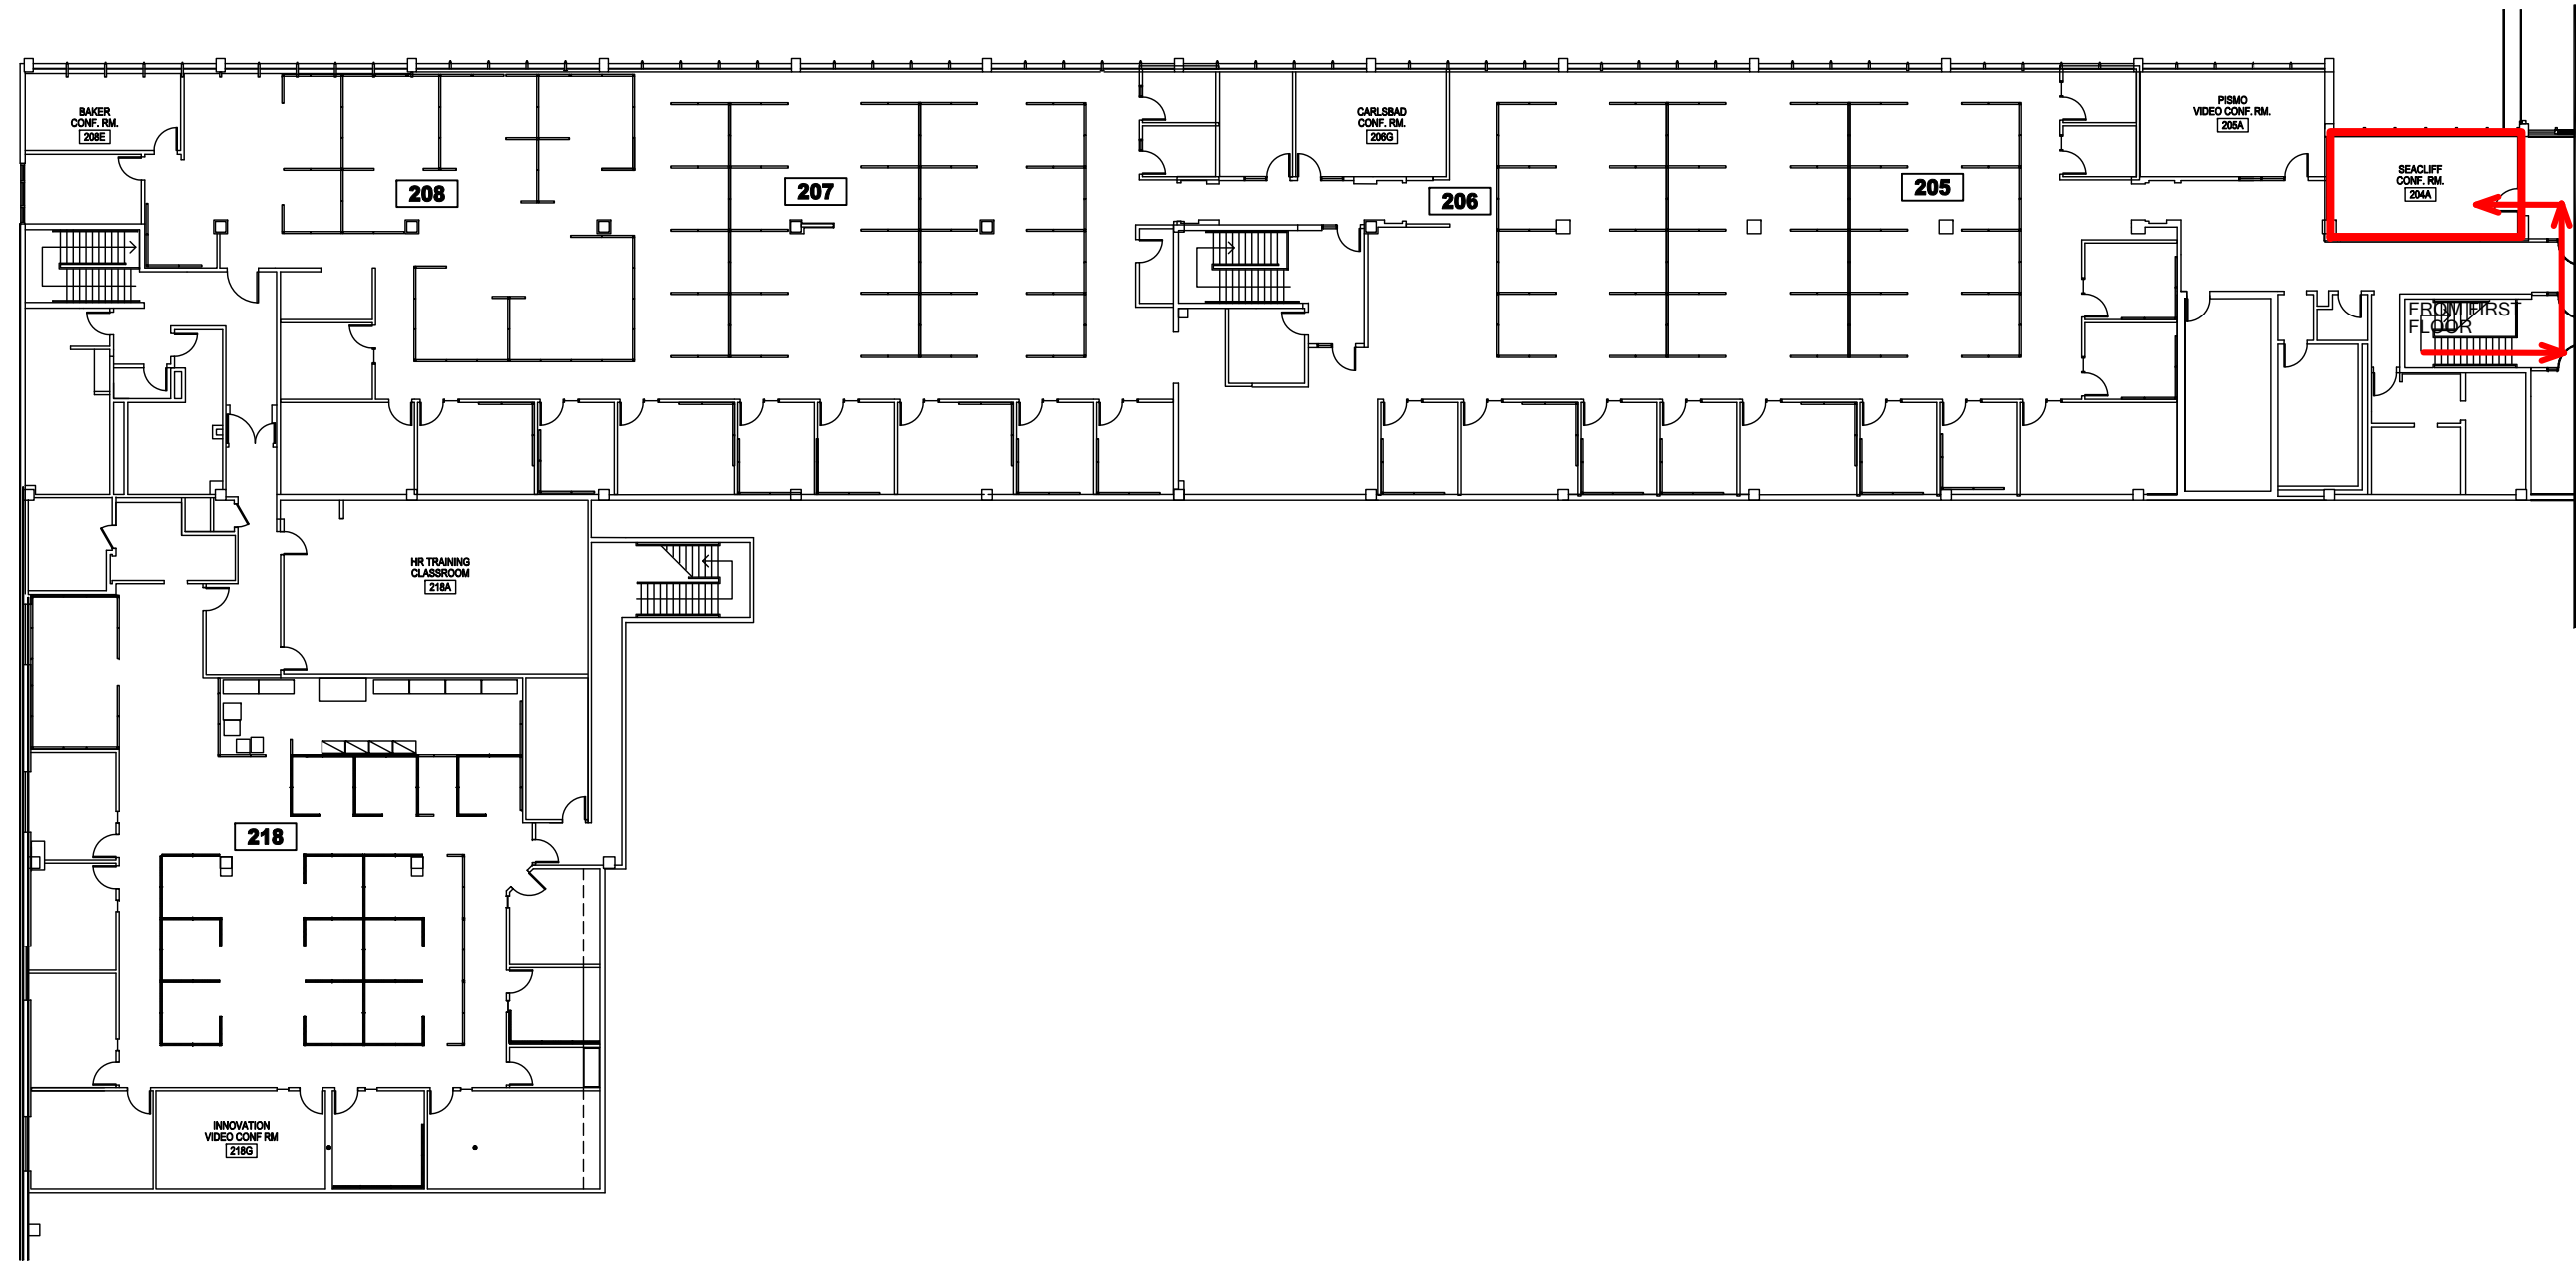 BAKER
CONF. RM.
208E
208
207
CARLSBAD
CONF. RM.
206G
206
205
PISMO
VIDEO CONF. RM.
205A
SEACLIFF
CONF. RM.
204A
FROM FIRST
FLOOR
HR TRAINING
CLASSROOM
218A
218
INNOVATION
VIDEO CONF RM
218G